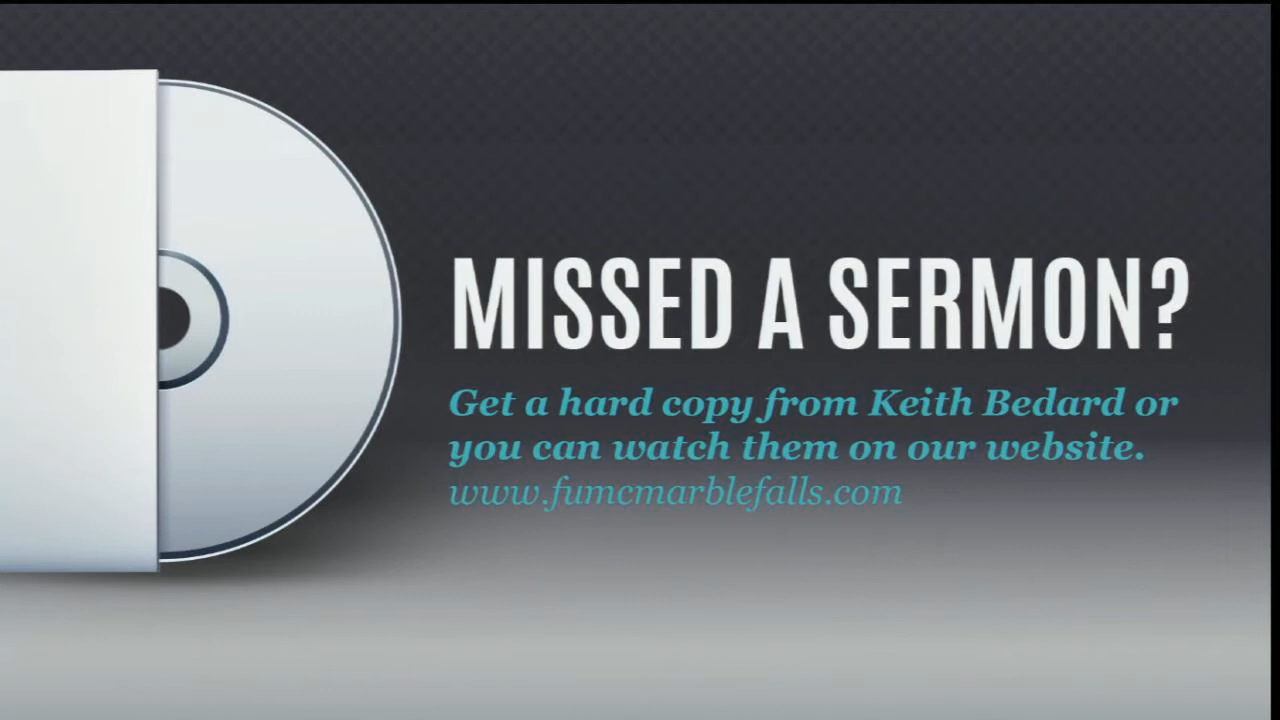 MISSED A SERMON?
Get a hard copy from Keith Bedard or
you can watch them on our website.
www.fumcmarblefalls.com